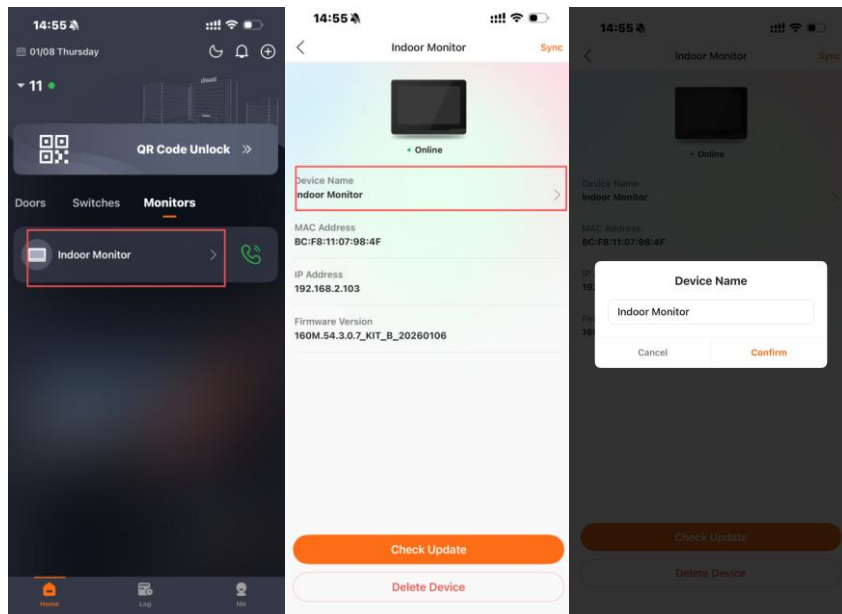 14:55
01/08 Thursday
11
QR Code Unlock
Doors Switches Monitors
Indoor Monitor
Home Log Me
14:55
Indoor Monitor Sync
Online
Device Name
Indoor Monitor
MAC Address
BC:F8:11:07:98:4F
IP Address
192.168.2.103
Firmware Version
160M.54.3.0.7_KIT_B_20260106
Check Update
Delete Device
14:55
Indoor Monitor Sync
Online
Device Name
Indoor Monitor
MAC Address
BC:F8:11:07:98:4F
Device Name
Indoor Monitor
Cancel Confirm
Check Update
Delete Device